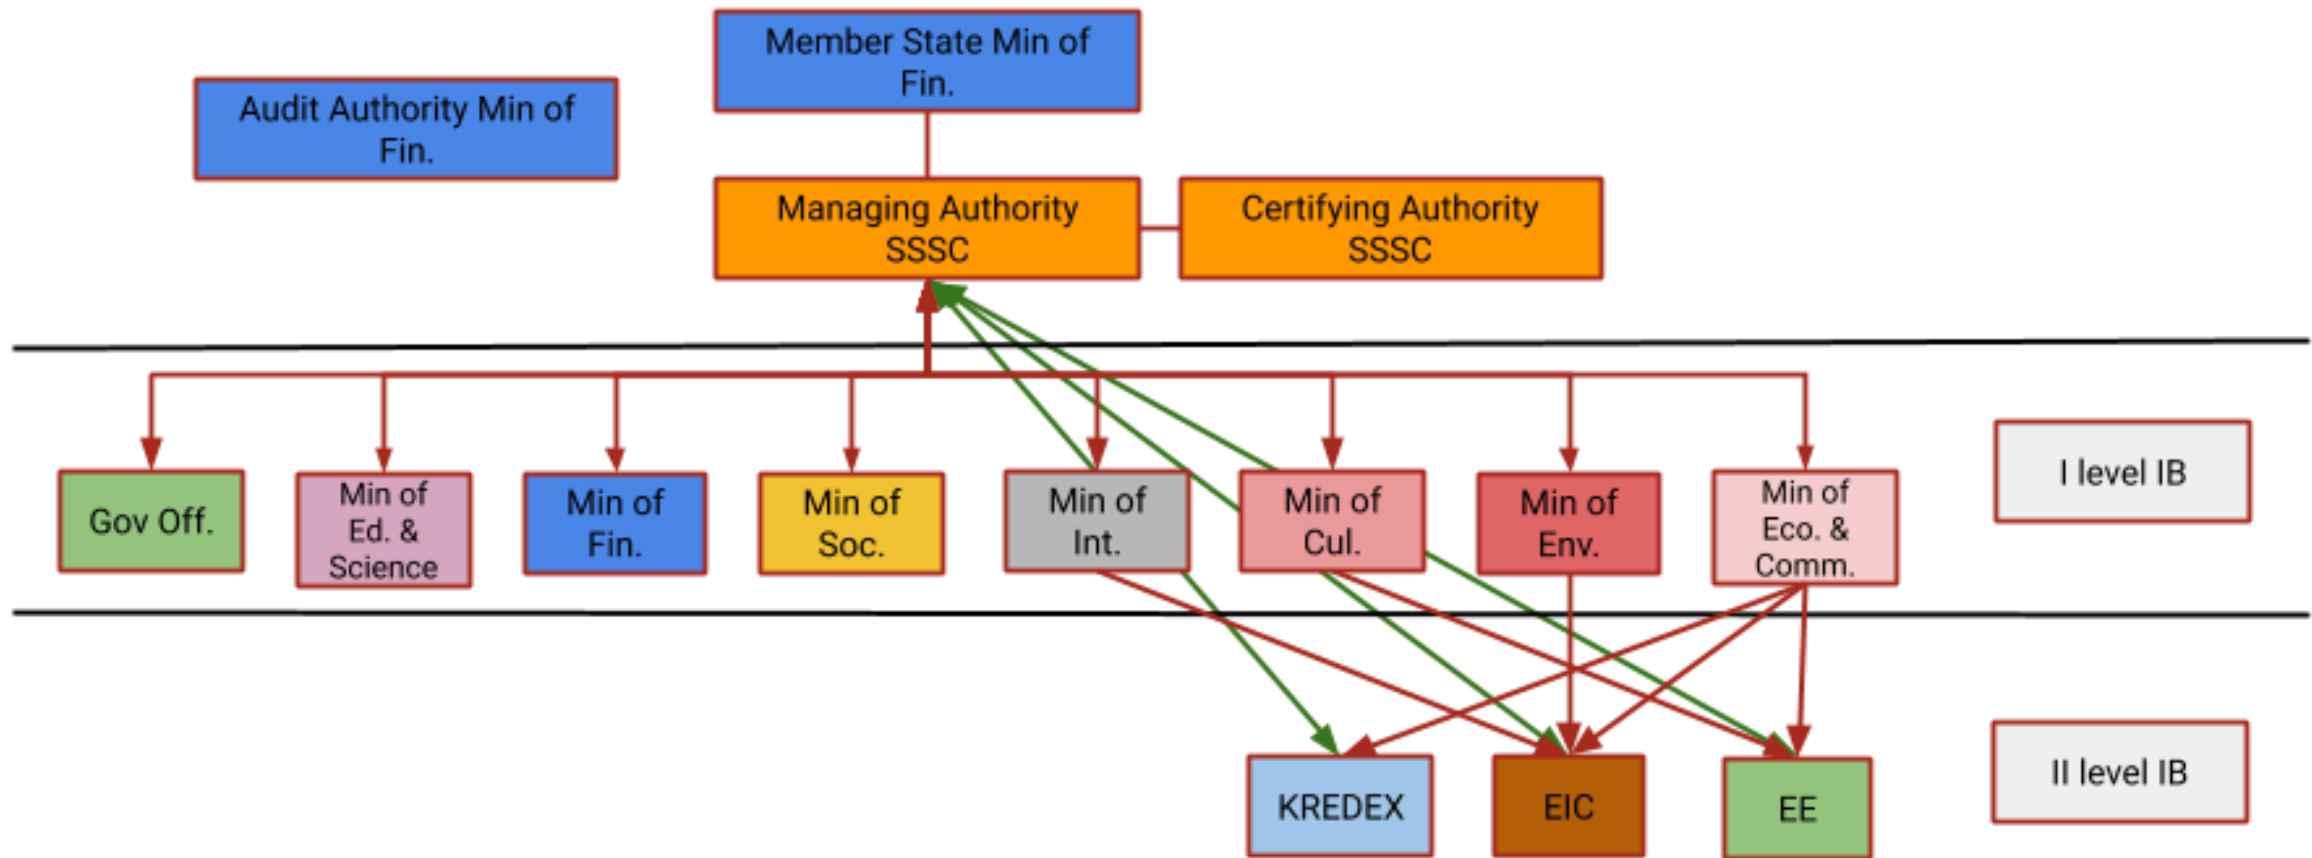 Member State Min of
Fin.
Audit Authority Min of
Fin.
Managing Authority
SSSC
Certifying Authority
SSSC
Gov Off.
Min of
Ed. &
Science
Min of
Fin.
Min of
Soc.
Min of
Int.
Min of
Cul.
Min of
Env.
Min of
Eco. &
Comm.
I level IB
KREDEX
EIC
EE
II level IB